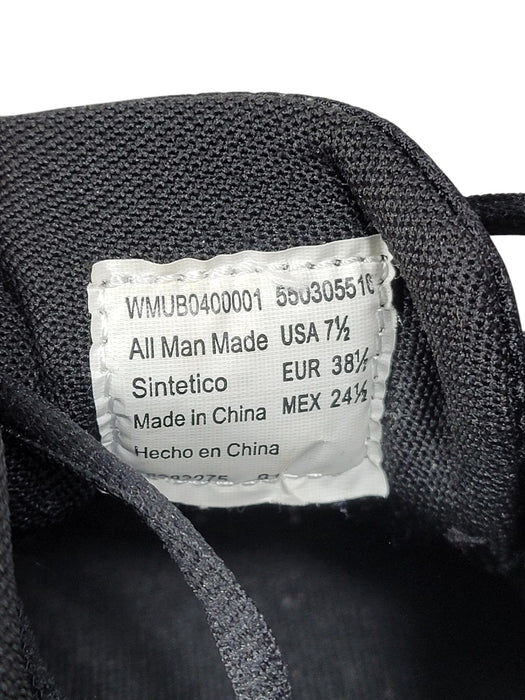 WMUB0400001 550305516
All Man Made USA 7½
Sintetico EUR 38½
Made in China MEX 24½
Hecho en China